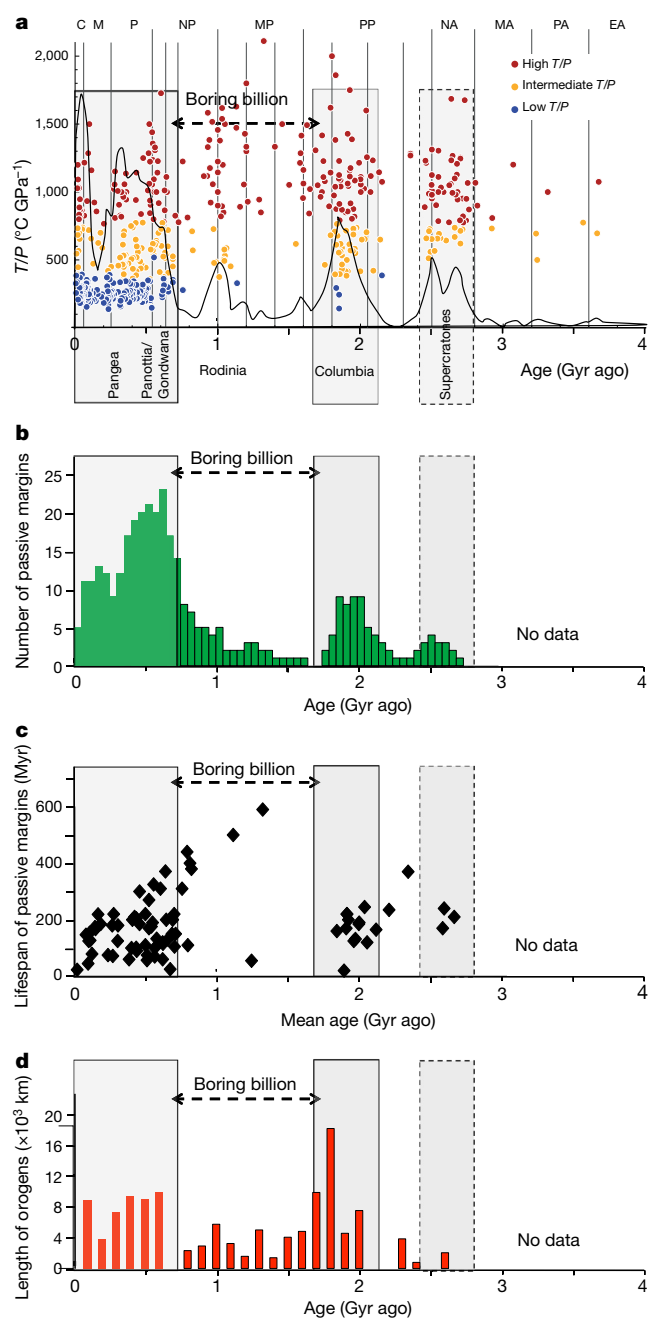 a
C M P NP MP PP NA MA PA EA
T/P (°C GPa⁻¹)
2,000
1,500
1,000
500
High T/P
Intermediate T/P
Low T/P
Boring billion
0 1 2 3 4
Pangea
Panottia/
Gondwana
Rodinia
Columbia
Supercratones
Age (Gyr ago)
b
Number of passive margins
25
20
15
10
5
0
Boring billion
No data
0 1 2 3 4
Age (Gyr ago)
c
Lifespan of passive margins (Myr)
600
400
200
0
Boring billion
No data
0 1 2 3 4
Mean age (Gyr ago)
d
Length of orogens (×10³ km)
20
16
12
8
4
0
Boring billion
No data
0 1 2 3 4
Age (Gyr ago)